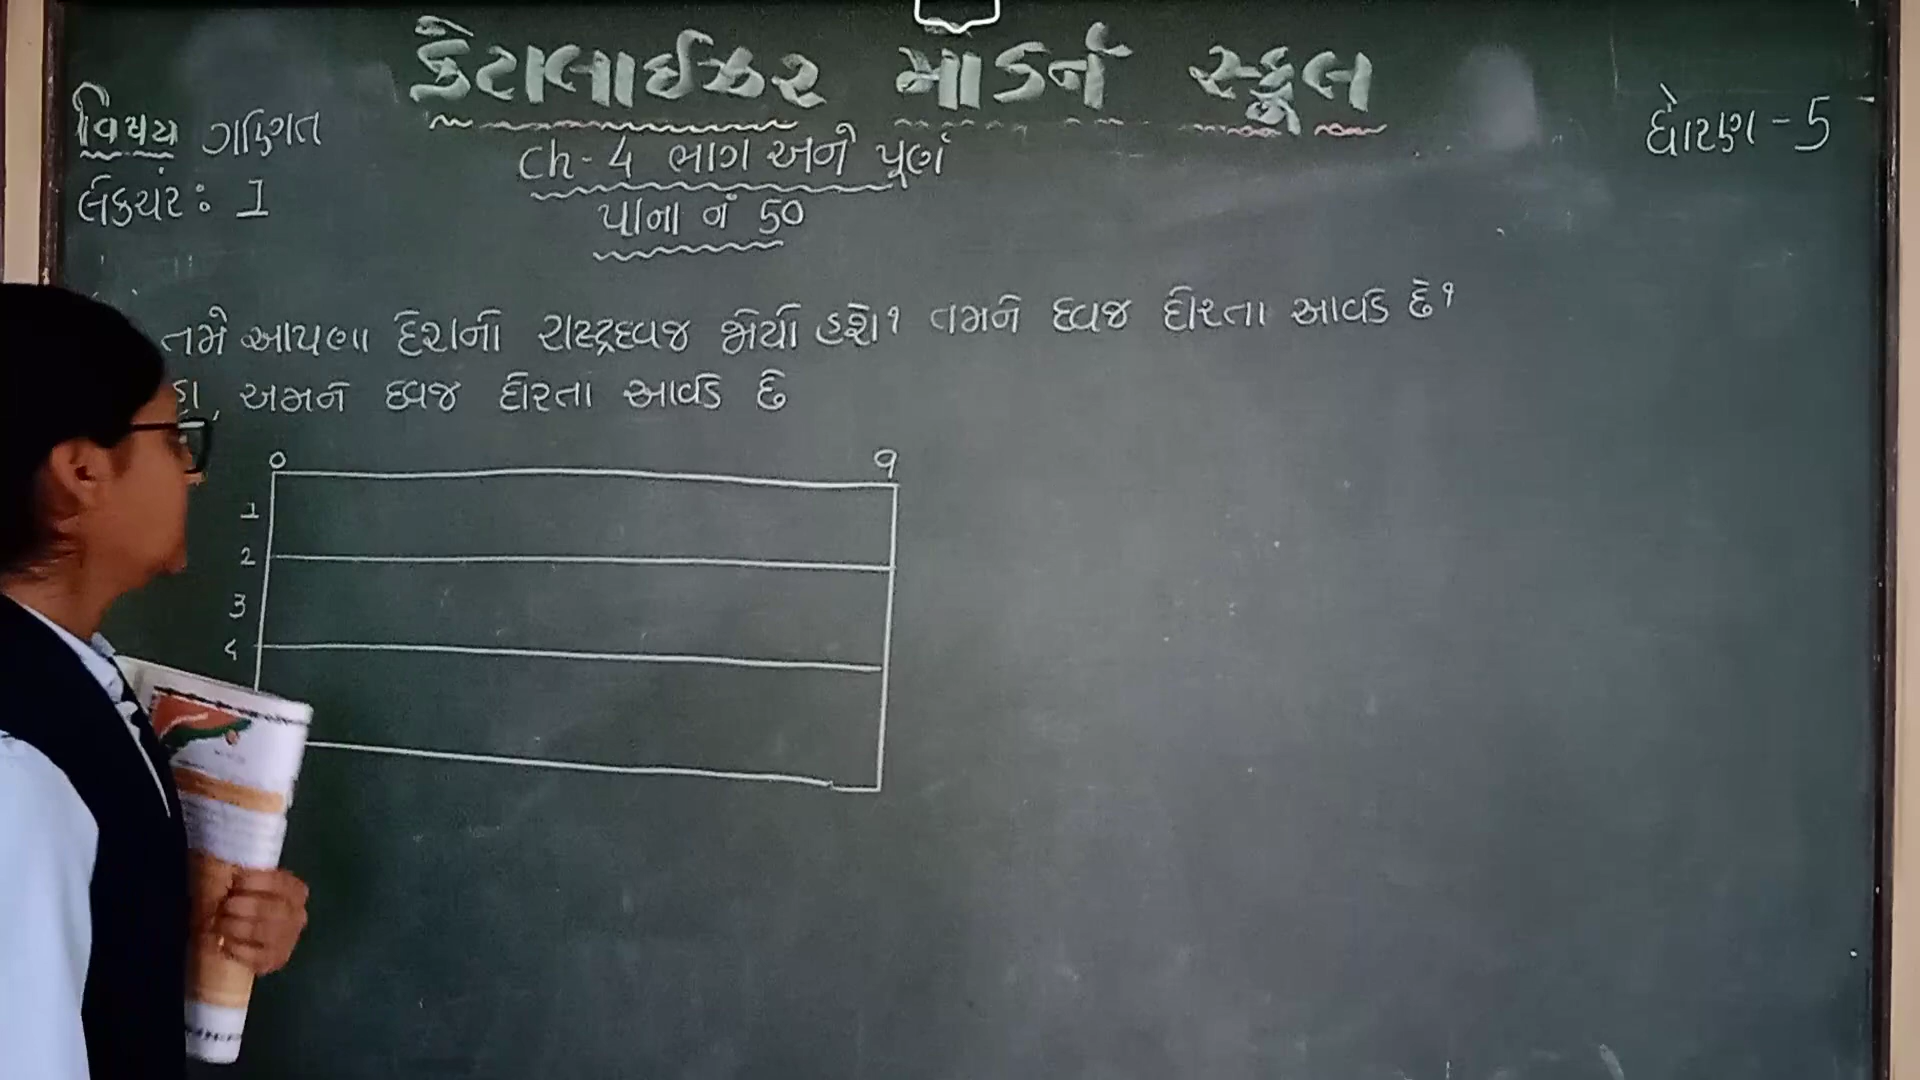 કેટાલાઈઝર મોડર્ન સ્કૂલ
વિષય ગણિત
ધોરણ - 5
Ch - 4 ભાગ અને પૂર્ણ
લેકચર : 1
પાના નં 50
તમે આપણા દેશનો રાષ્ટ્રધ્વજ જોયો હશે? તમને ધ્વજ દોરતા આવડે છે?
હા, અમને ધ્વજ દોરતા આવડે છે
0 9
1
2
3
4